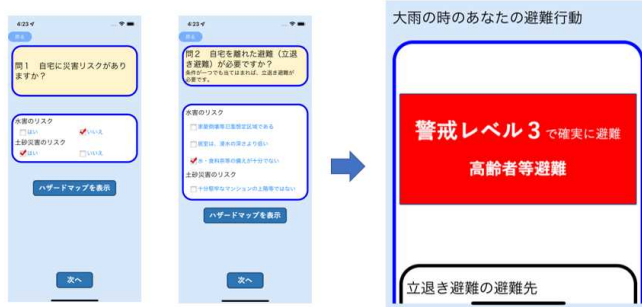 4:23
戻る
問1 自宅に災害リスクがあり
ますか?
水害のリスク
はい
いいえ
土砂災害のリスク
はい
いいえ
ハザードマップを表示
次へ
4:23
戻る
問2 自宅を離れた避難(立退
き避難)が必要ですか?
条件が一つでも当てはまれば、立退き避難が
必要です。
水害のリスク
家屋倒壊等氾濫想定区域である
居室は、浸水の深さより低い
水・食料等の備えが十分でない
土砂災害のリスク
十分堅牢なマンションの上階等ではない
ハザードマップを表示
次へ
大雨の時のあなたの避難行動
警戒レベル3で確実に避難
高齢者等避難
立退き避難の避難先